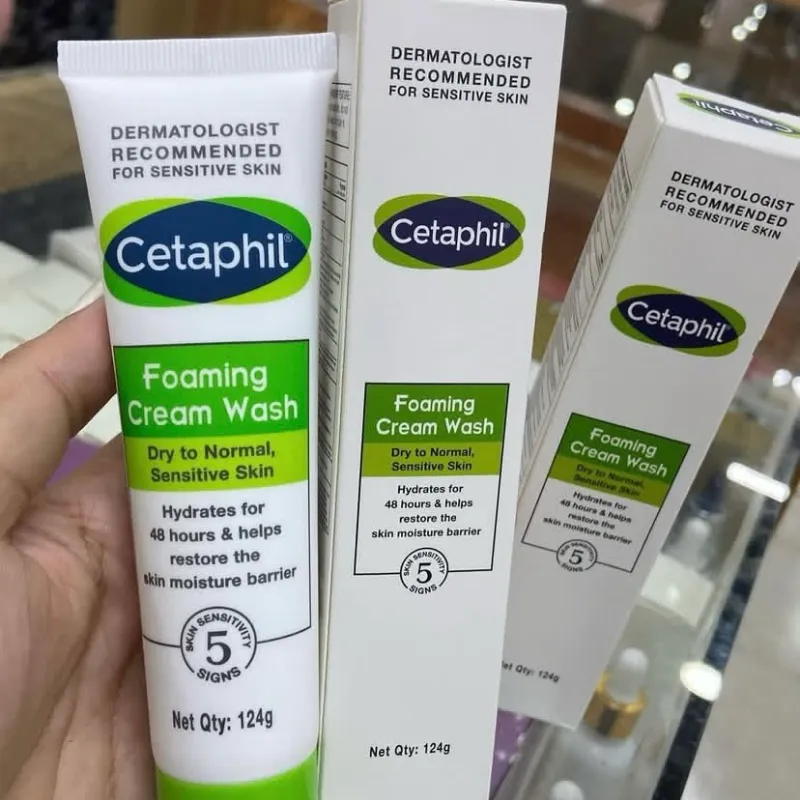 DERMATOLOGIST
RECOMMENDED
FOR SENSITIVE SKIN
Cetaphil®
Foaming
Cream Wash
Dry to Normal,
Sensitive Skin
Hydrates for
48 hours & helps
restore the
skin moisture barrier
SKIN SENSITIVITY
5
SIGNS
Net Qty: 124g
DERMATOLOGIST
RECOMMENDED
FOR SENSITIVE SKIN
Cetaphil®
Foaming
Cream Wash
Dry to Normal,
Sensitive Skin
Hydrates for
48 hours & helps
restore the
skin moisture barrier
SKIN SENSITIVITY
5
SIGNS
Net Qty: 124g
Cetaphil
DERMATOLOGIST
RECOMMENDED
FOR SENSITIVE SKIN
Cetaphil®
Foaming
Cream Wash
Dry to Normal,
Sensitive Skin
Hydrates for
48 hours & helps
restore the
skin moisture barrier
SKIN SENSITIVITY
5
SIGNS
Qty: 124g